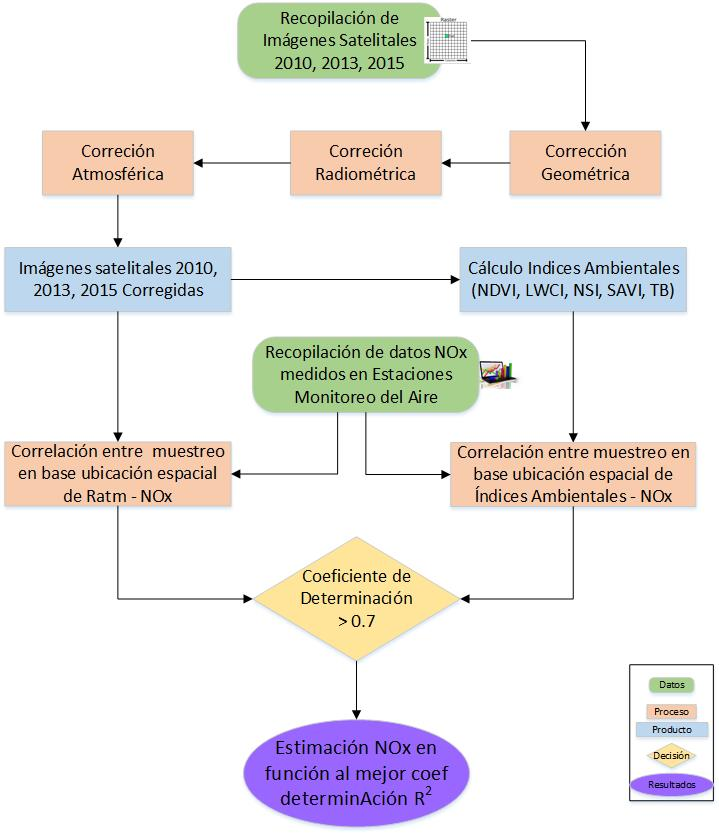 Recopilación de
Imágenes Satelitales
2010, 2013, 2015
Raster
Correción
Atmosférica
Correción
Radiométrica
Corrección
Geométrica
Imágenes satelitales 2010,
2013, 2015 Corregidas
Cálculo Indices Ambientales
(NDVI, LWCI, NSI, SAVI, TB)
Recopilación de datos NOx
medidos en Estaciones
Monitoreo del Aire
Correlación entre muestreo
en base ubicación espacial
de Ratm - NOx
Correlación entre muestreo en
base ubicación espacial de
Índices Ambientales - NOx
Coeficiente de
Determinación
> 0.7
Estimación NOx en
función al mejor coef
determinAción R²
Datos
Proceso
Producto
Decisión
Resultados